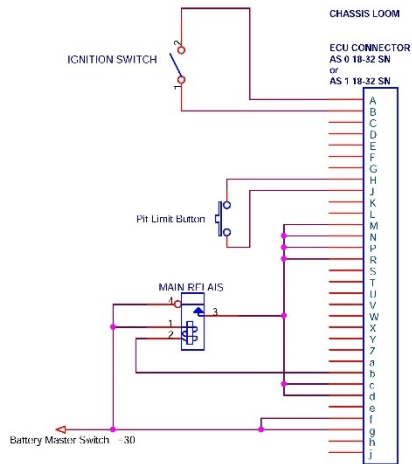 CHASSIS LOOM
ECU CONNECTOR
AS 0 18-32 SN
or
AS 1 18-32 SN
IGNITION SWITCH
2
1
Pit Limit Button
MAIN RELAIS
4
3
1
2
Battery Master Switch +30
A
B
C
D
E
F
G
H
J
K
L
M
N
P
R
S
T
U
V
W
X
Y
Z
a
b
c
d
e
f
g
h
j